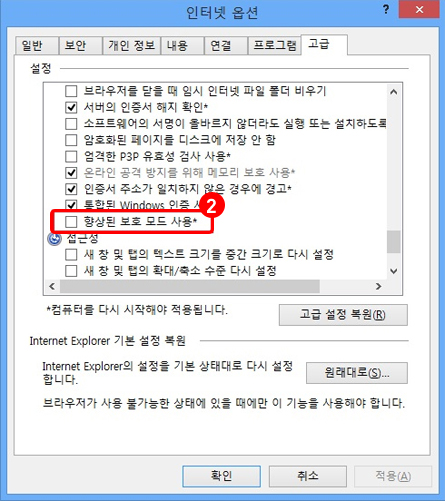 인터넷 옵션
?
일반
보안
개인 정보
내용
연결
프로그램
고급
설정
브라우저를 닫을 때 임시 인터넷 파일 폴더 비우기
서버의 인증서 해지 확인*
소프트웨어의 서명이 올바르지 않더라도 실행 또는 설치하도록
암호화된 페이지를 디스크에 저장 안 함
엄격한 P3P 유효성 검사 사용*
온라인 공격 방지를 위해 메모리 보호 사용*
인증서 주소가 일치하지 않은 경우에 경고*
통합된 Windows 인증 사
2
향상된 보호 모드 사용*
접근성
새 창 및 탭의 텍스트 크기를 중간 크기로 다시 설정
새 창 및 탭의 확대/축소 수준 다시 설정
*컴퓨터를 다시 시작해야 적용됩니다.
고급 설정 복원(R)
Internet Explorer 기본 설정 복원
Internet Explorer의 설정을 기본 상태대로 다시 설정
합니다.
원래대로(S)...
브라우저가 사용 불가능한 상태에 있을 때에만 이 기능을 사용해야 합니다.
확인
취소
적용(A)